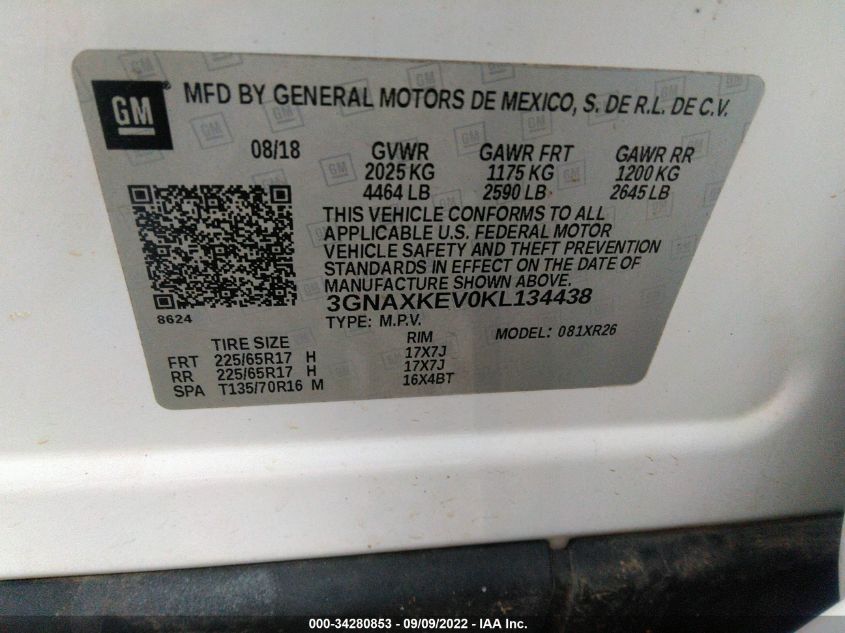 GM MFD BY GENERAL MOTORS DE MEXICO, S. DE R.L. DE C.V.
08/18 GVWR GAWR FRT GAWR RR
2025 KG 1175 KG 1200 KG
4464 LB 2590 LB 2645 LB
THIS VEHICLE CONFORMS TO ALL
APPLICABLE U.S. FEDERAL MOTOR
VEHICLE SAFETY AND THEFT PREVENTION
STANDARDS IN EFFECT ON THE DATE OF
MANUFACTURE SHOWN ABOVE.
3GNAXKEV0KL134438
8624 TYPE: M.P.V. MODEL: 081XR26
TIRE SIZE RIM
FRT 225/65R17 H 17X7J
RR 225/65R17 H 17X7J
SPA T135/70R16 M 16X4BT
000-34280853 - 09/09/2022 - IAA Inc.